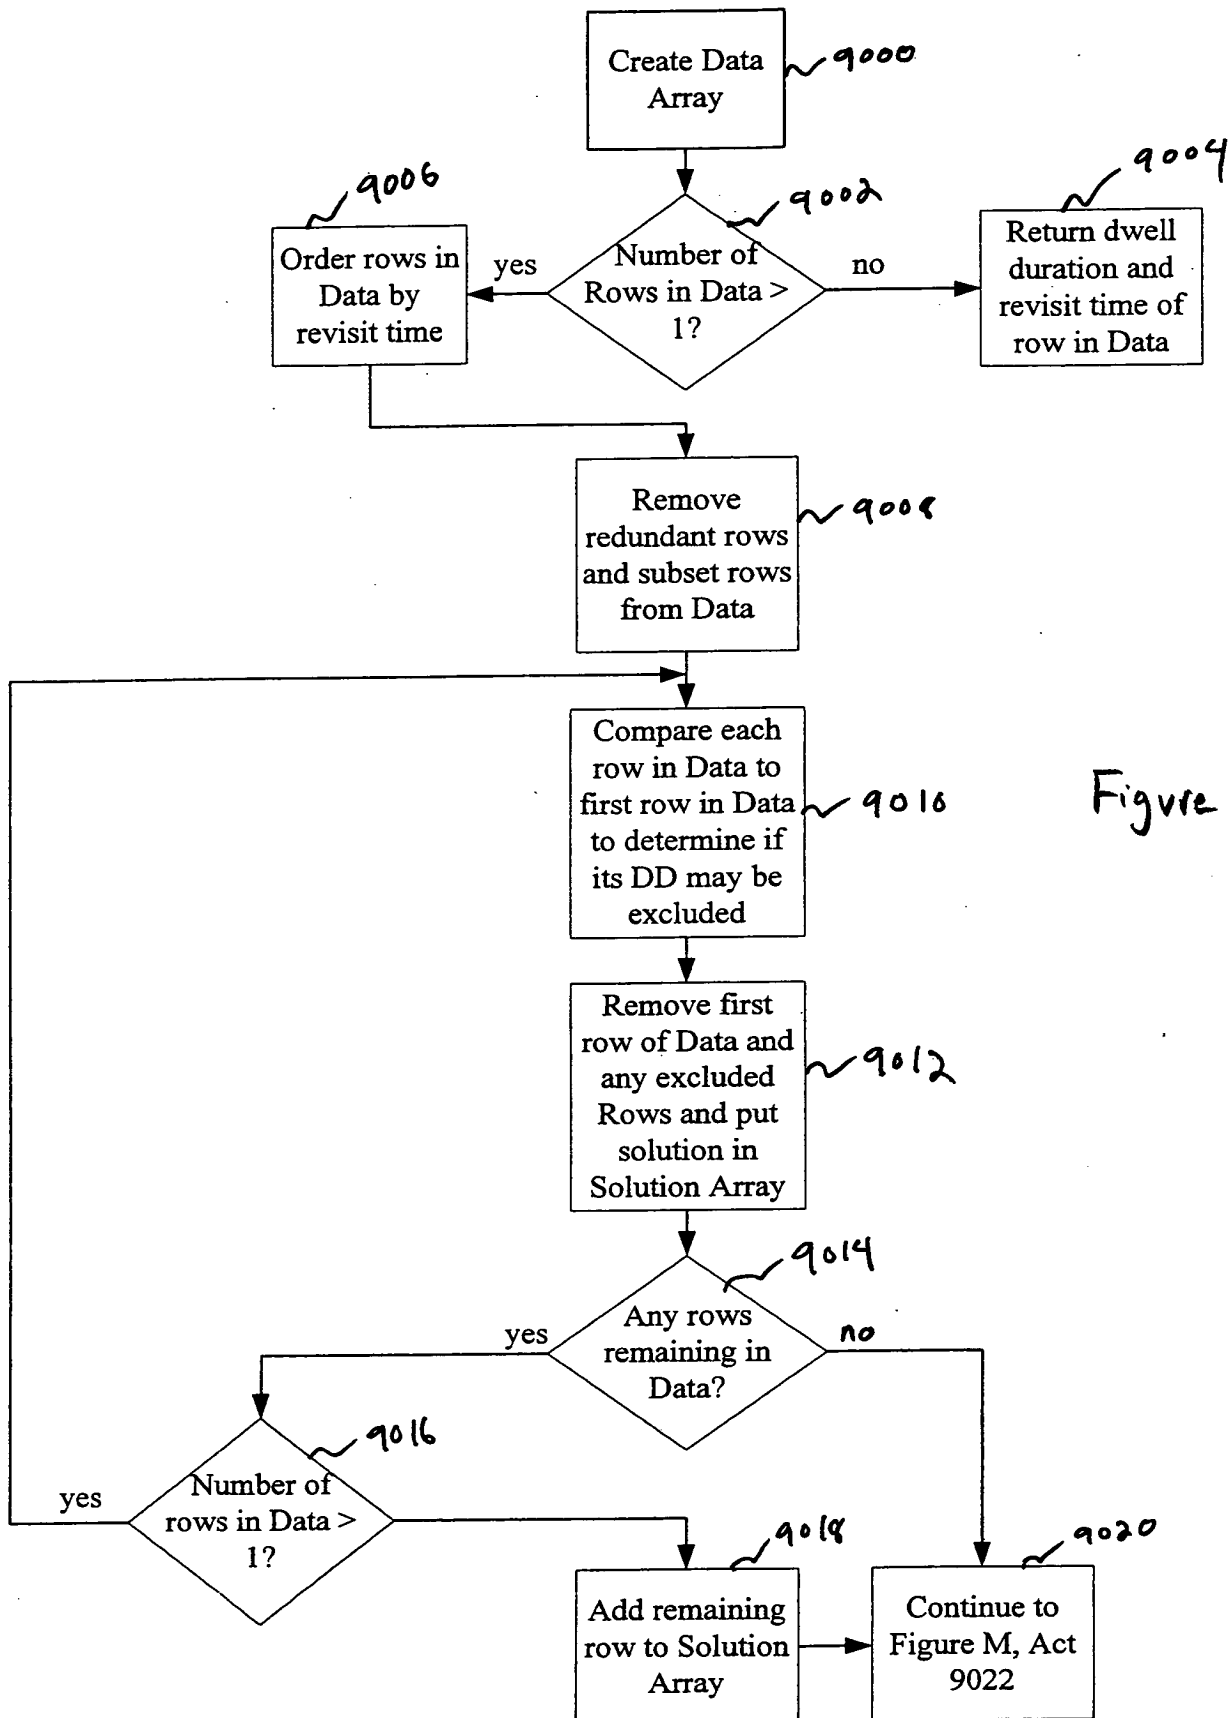 Create Data
Array
9000
9006
9002
9004
Order rows in
Data by
revisit time
yes
Number of
Rows in Data >
1?
no
Return dwell
duration and
revisit time of
row in Data
Remove
redundant rows
and subset rows
from Data
9008
Compare each
row in Data to
first row in Data
to determine if
its DD may be
excluded
9010
Figure
Remove first
row of Data and
any excluded
Rows and put
solution in
Solution Array
9012
9014
yes
Any rows
remaining in
Data?
no
9016
yes
Number of
rows in Data >
1?
9018
9020
Add remaining
row to Solution
Array
Continue to
Figure M, Act
9022